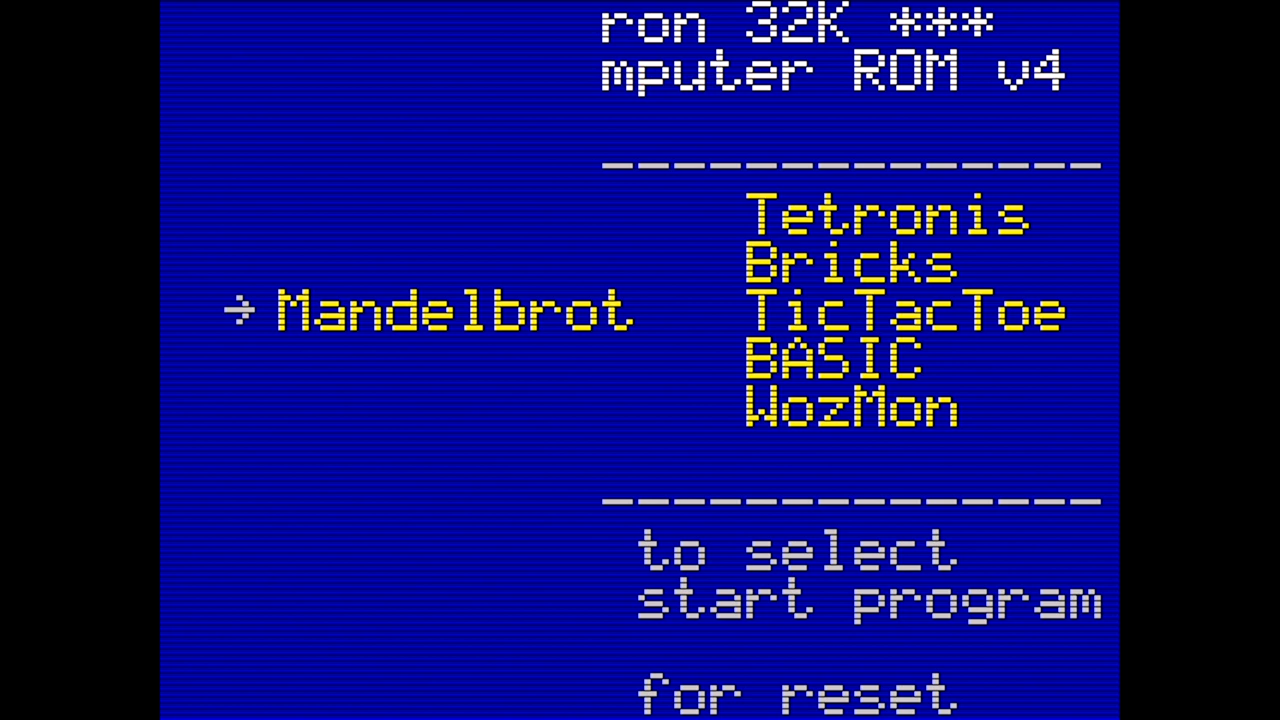 ron 32K ***
mputer ROM v4
--------------
Tetronis
Bricks
→ Mandelbrot TicTacToe
BASIC
WozMon
--------------
to select
start program
for reset